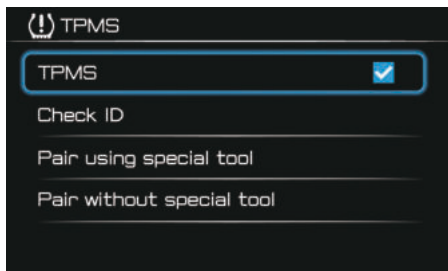 TPMS
TPMS
Check ID
Pair using special tool
Pair without special tool